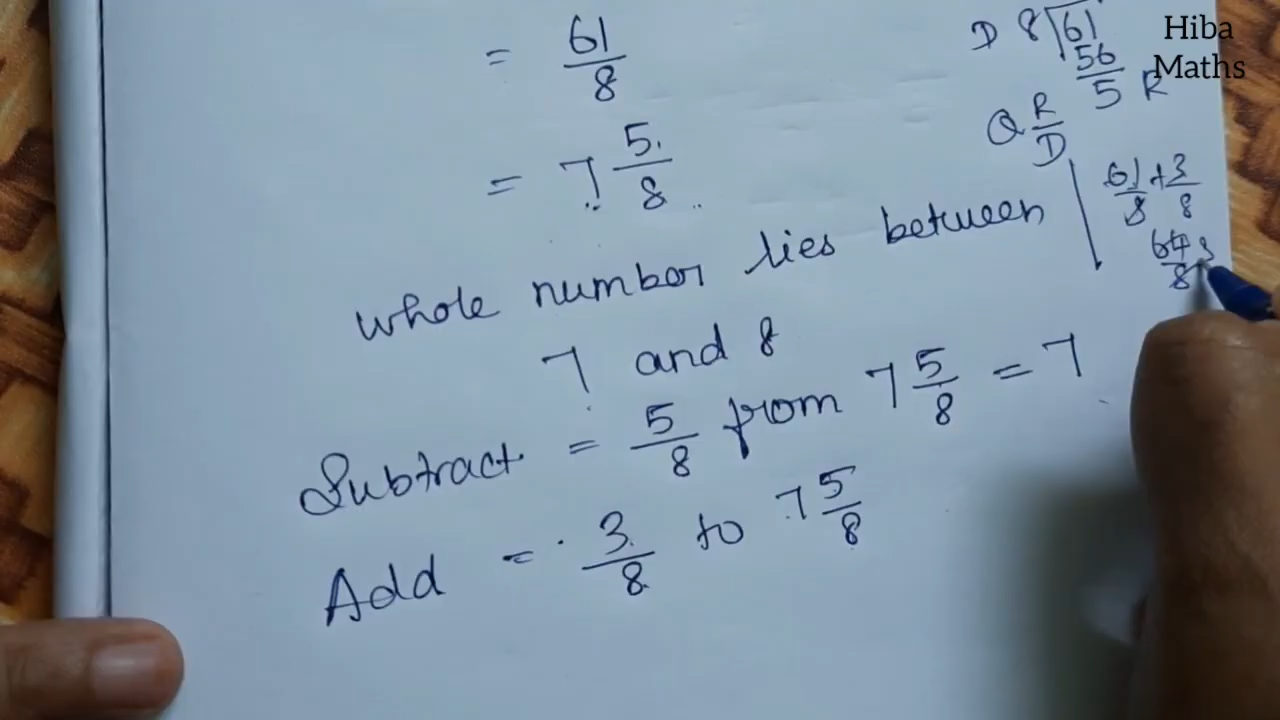 = 61/8
D 8)61
56
5 R
Q R/D
= 7 5/8
61/8 + 3/8
64/8
whole number lies between
7 and 8
Subtract = 5/8 from 7 5/8 = 7
Add = 3/8 to 7 5/8
Hiba
Maths